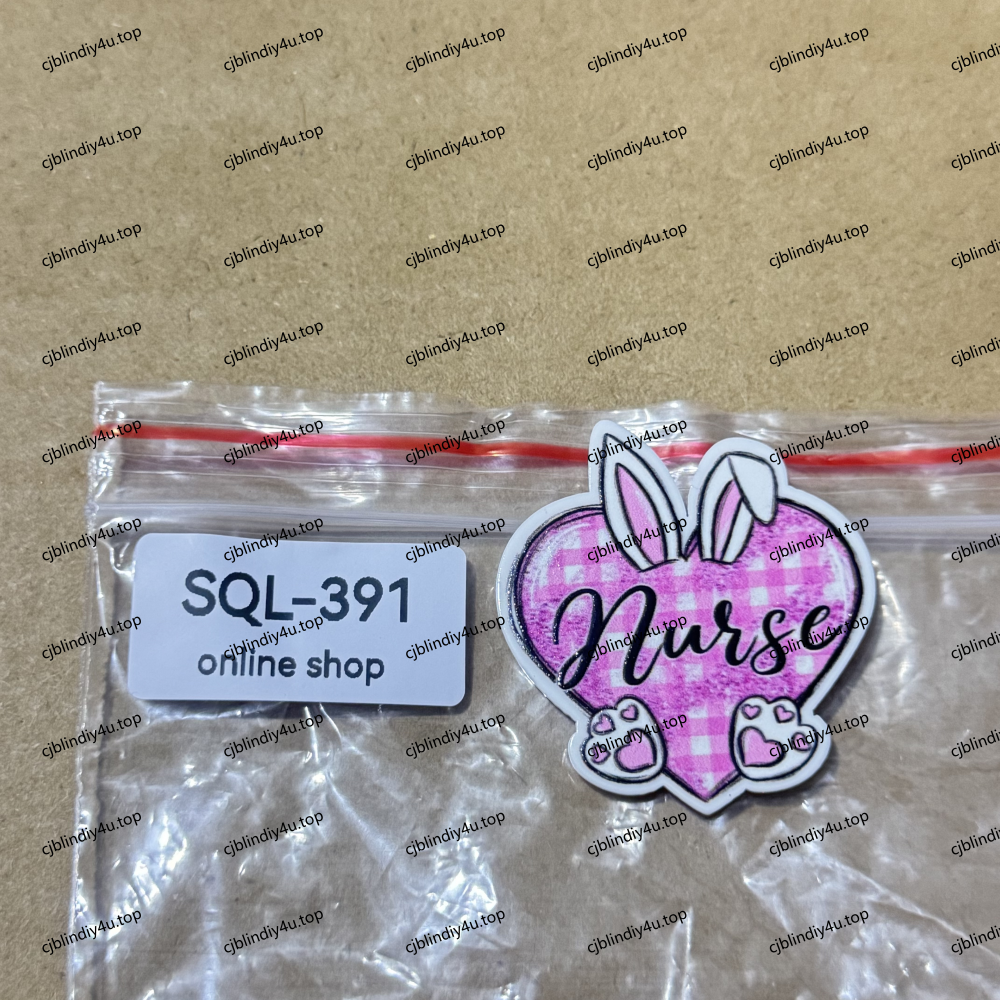 SQL-391
online shop
Nurse
cjblindiy4u.top